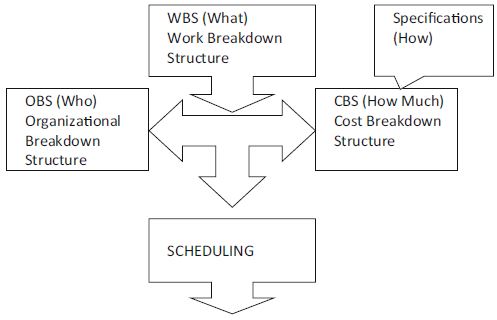 WBS (What)
Work Breakdown
Structure
Specifications
(How)
OBS (Who)
Organizational
Breakdown
Structure
CBS (How Much)
Cost Breakdown
Structure
SCHEDULING